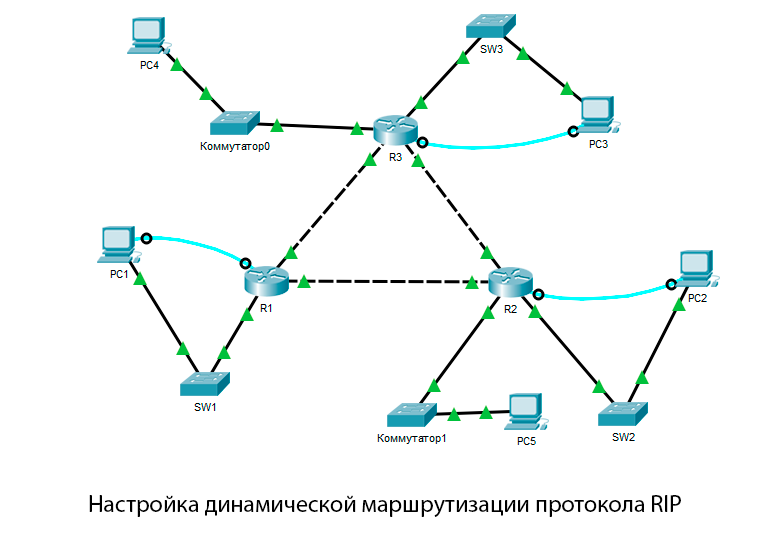 SW3
PC4
Коммутатор0
PC3
R3
PC1
PC2
R1
R2
SW1
Коммутатор1
PC5
SW2
Настройка динамической маршрутизации протокола RIP